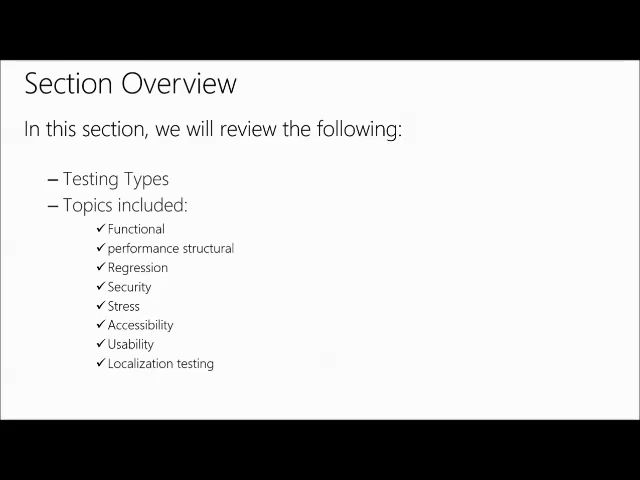 Section Overview
In this section, we will review the following:
– Testing Types
– Topics included:
✓ Functional
✓ performance structural
✓ Regression
✓ Security
✓ Stress
✓ Accessibility
✓ Usability
✓ Localization testing